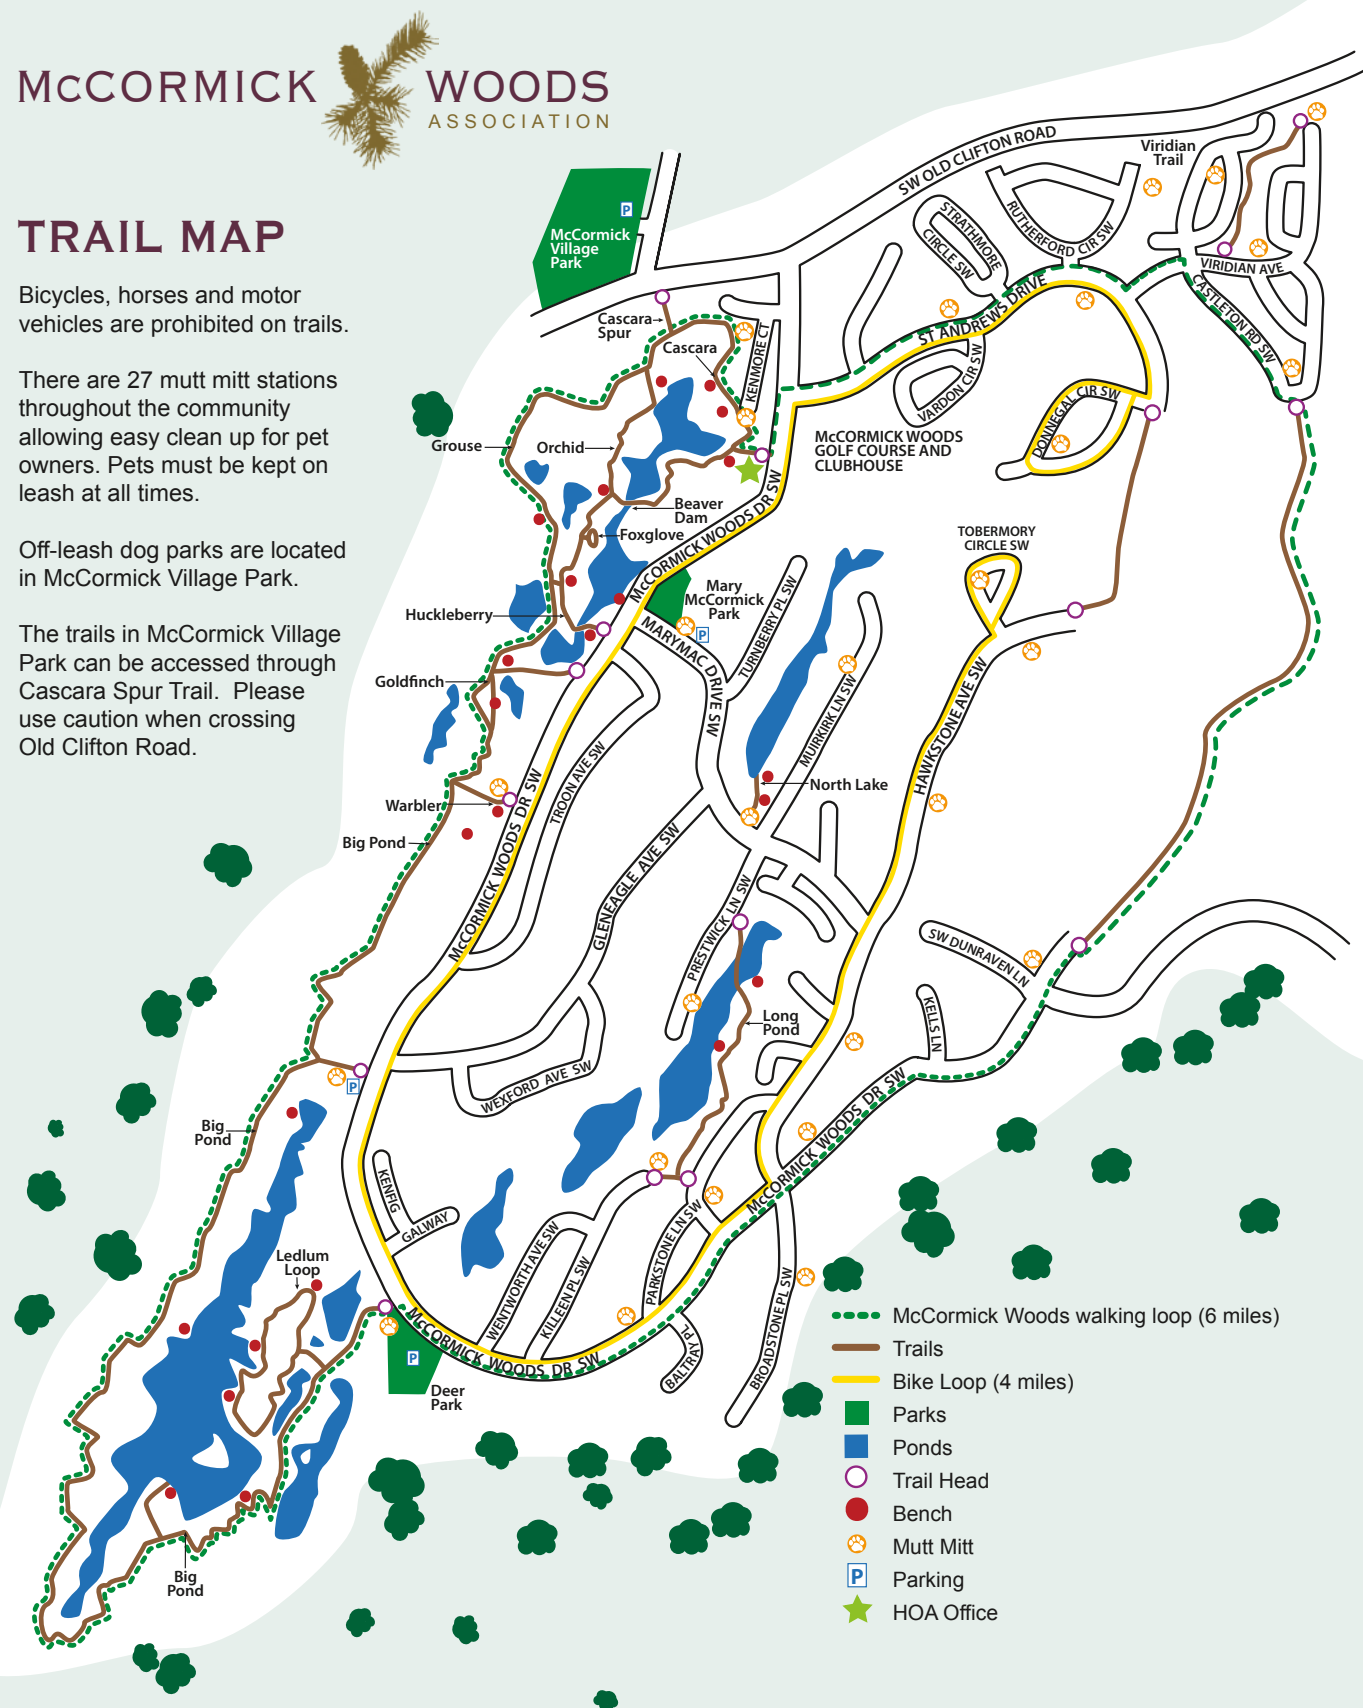 McCORMICK WOODS
ASSOCIATION
TRAIL MAP
Bicycles, horses and motor
vehicles are prohibited on trails.
There are 27 mutt mitt stations
throughout the community
allowing easy clean up for pet
owners. Pets must be kept on
leash at all times.
Off-leash dog parks are located
in McCormick Village Park.
The trails in McCormick Village
Park can be accessed through
Cascara Spur Trail.  Please
use caution when crossing
Old Clifton Road.
P
McCormick
Village
Park
SW OLD CLIFTON ROAD
Viridian
Trail
STRATHMORE
CIRCLE SW
RUTHERFORD CIR SW
VIRIDIAN AVE
CASTLETON RD SW
ST ANDREWS DRIVE
VARDON CIR SW
DONNEGAL CIR SW
Cascara
Spur
Cascara
KENMORE CT
Grouse
Orchid
McCORMICK WOODS
GOLF COURSE AND
CLUBHOUSE
Beaver
Dam
Foxglove
McCORMICK WOODS DR SW
TOBERMORY
CIRCLE SW
Mary
McCormick
Park
P
Huckleberry
MARYMAC DRIVE SW
TURNBERRY PL SW
Goldfinch
MUIRKIRK LN SW
HAWKSTONE AVE SW
North Lake
Warbler
TROON AVE SW
McCORMICK WOODS DR SW
Big Pond
GLENEAGLE AVE SW
PRESTWICK LN SW
SW DUNRAVEN LN
KELLS LN
Long
Pond
P
WEXFORD AVE SW
McCORMICK WOODS DR SW
Big
Pond
KENFIG
GALWAY
Ledlum
Loop
WENTWORTH AVE SW
KILLEEN PL SW
PARKSTONE LN SW
BROADSTONE PL SW
BALTRAY PL
McCORMICK WOODS DR SW
P
Deer
Park
Big
Pond
McCormick Woods walking loop (6 miles)
Trails
Bike Loop (4 miles)
Parks
Ponds
Trail Head
Bench
Mutt Mitt
P
Parking
HOA Office